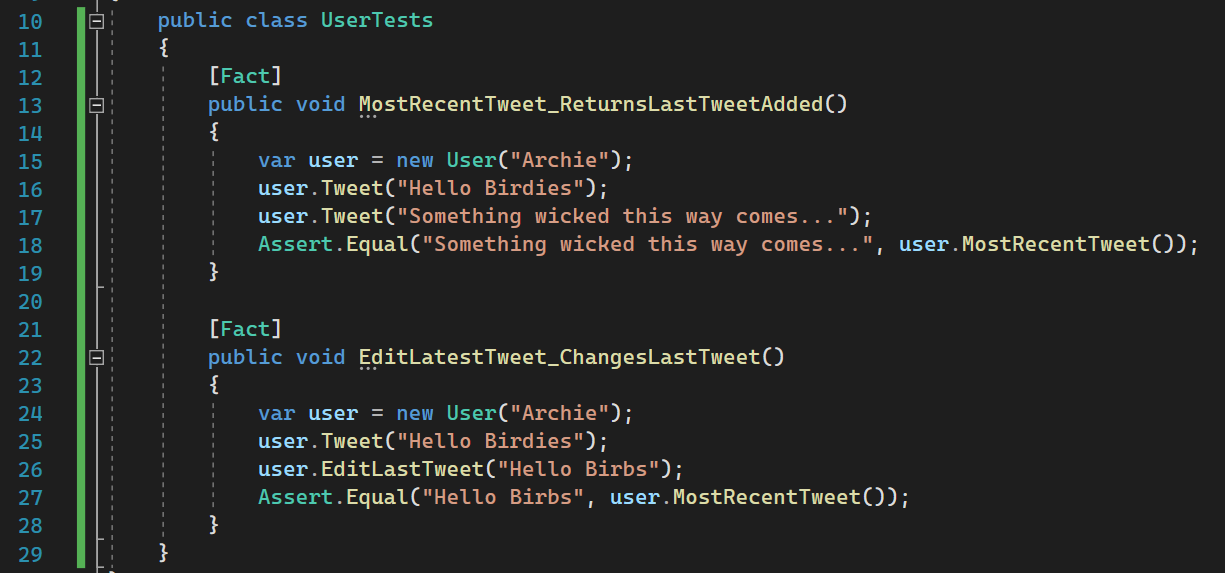 10 public class UserTests
11 {
12 [Fact]
13 public void MostRecentTweet_ReturnsLastTweetAdded()
14 {
15 var user = new User("Archie");
16 user.Tweet("Hello Birdies");
17 user.Tweet("Something wicked this way comes...");
18 Assert.Equal("Something wicked this way comes...", user.MostRecentTweet());
19 }
20
21 [Fact]
22 public void EditLatestTweet_ChangesLastTweet()
23 {
24 var user = new User("Archie");
25 user.Tweet("Hello Birdies");
26 user.EditLastTweet("Hello Birbs");
27 Assert.Equal("Hello Birbs", user.MostRecentTweet());
28 }
29 }